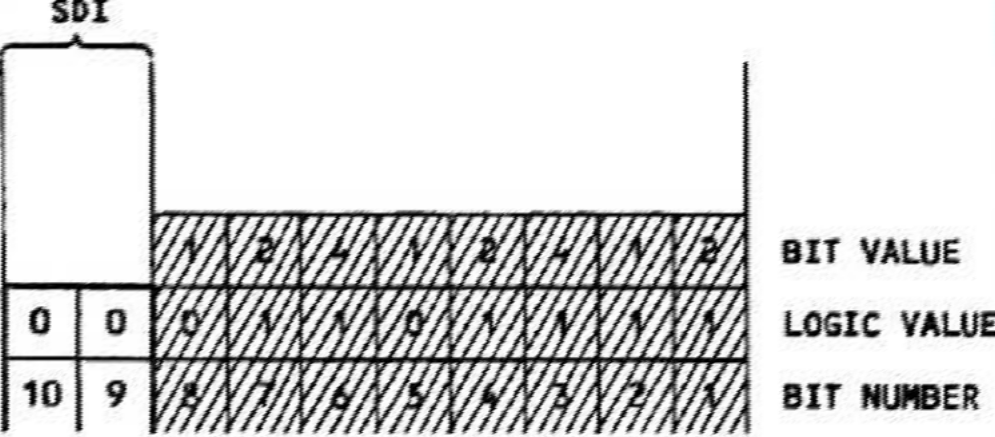 SDI
1 2 4 1 2 4 1 2 BIT VALUE
0 0 0 1 1 0 1 1 1 1 LOGIC VALUE
10 9 8 7 6 5 4 3 2 1 BIT NUMBER